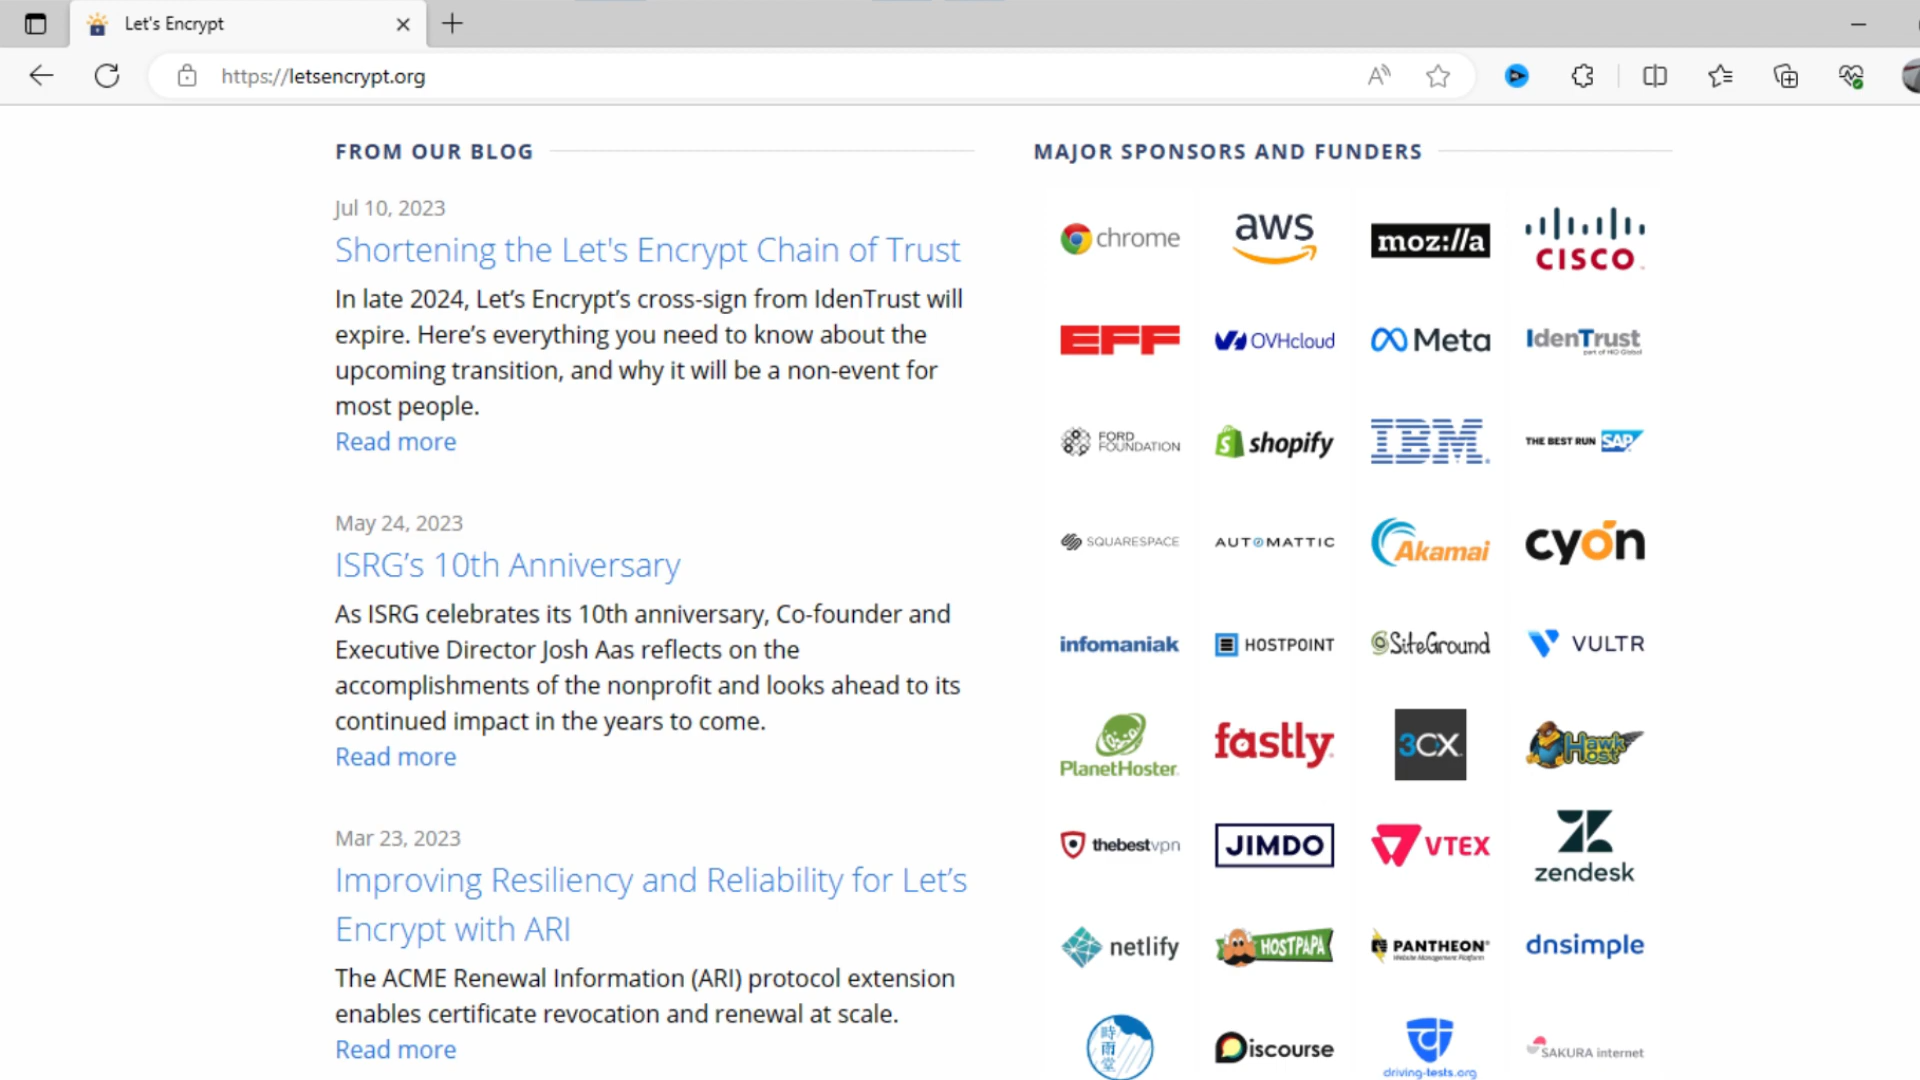 Let's Encrypt
https://letsencrypt.org
FROM OUR BLOG
Jul 10, 2023
Shortening the Let's Encrypt Chain of Trust
In late 2024, Let’s Encrypt’s cross-sign from IdenTrust will
expire. Here’s everything you need to know about the
upcoming transition, and why it will be a non-event for
most people.
Read more
May 24, 2023
ISRG’s 10th Anniversary
As ISRG celebrates its 10th anniversary, Co-founder and
Executive Director Josh Aas reflects on the
accomplishments of the nonprofit and looks ahead to its
continued impact in the years to come.
Read more
Mar 23, 2023
Improving Resiliency and Reliability for Let’s
Encrypt with ARI
The ACME Renewal Information (ARI) protocol extension
enables certificate revocation and renewal at scale.
Read more
MAJOR SPONSORS AND FUNDERS
chrome aws moz://a CISCO
EFF OVHcloud Meta IdenTrust
part of HID Global
FORD FOUNDATION shopify IBM THE BEST RUN SAP
SQUARESPACE AUTOMATTIC Akamai cyon
infomaniak HOSTPOINT SiteGround VULTR
PlanetHoster fastly 3CX Hawk Host
thebestvpn JIMDO VTEX zendesk
netlify HOSTPAPA PANTHEON Website Management Platform dnsimple
時雨堂 Discourse driving-tests.org SAKURA internet